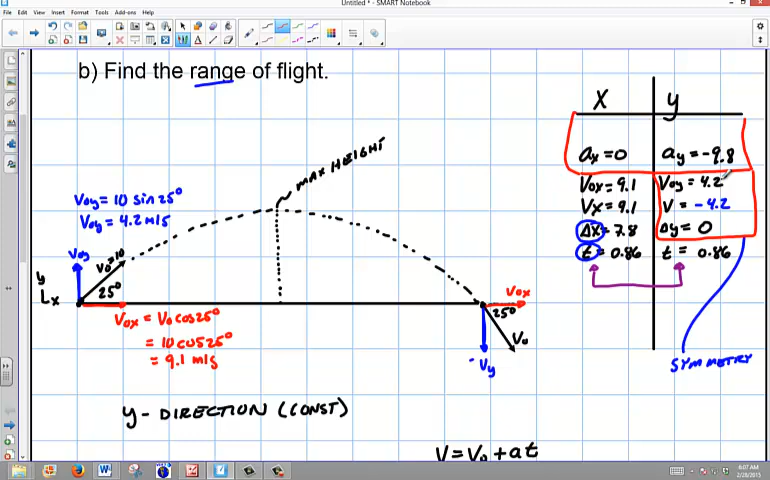 Untitled * - SMART Notebook
File Edit View Insert Format Tools Add-ons Help
b) Find the range of flight.
X y
ax = 0 ay = -9.8
Vox = 9.1 Voy = 4.2
Vx = 9.1 V = -4.2
Δx = 7.8 Δy = 0
t = 0.86 t = 0.86
SYMMETRY
MAX HEIGHT
Voy = 10 sin 25°
Voy = 4.2 m/s
Voy
Vo=10
25°
y
x
Vox
25°
Vo
-Vy
Vox = Vo cos 25°
= 10 cos 25°
= 9.1 m/s
y - DIRECTION (CONST)
V = Vo + at
6:07 AM
2/28/2015